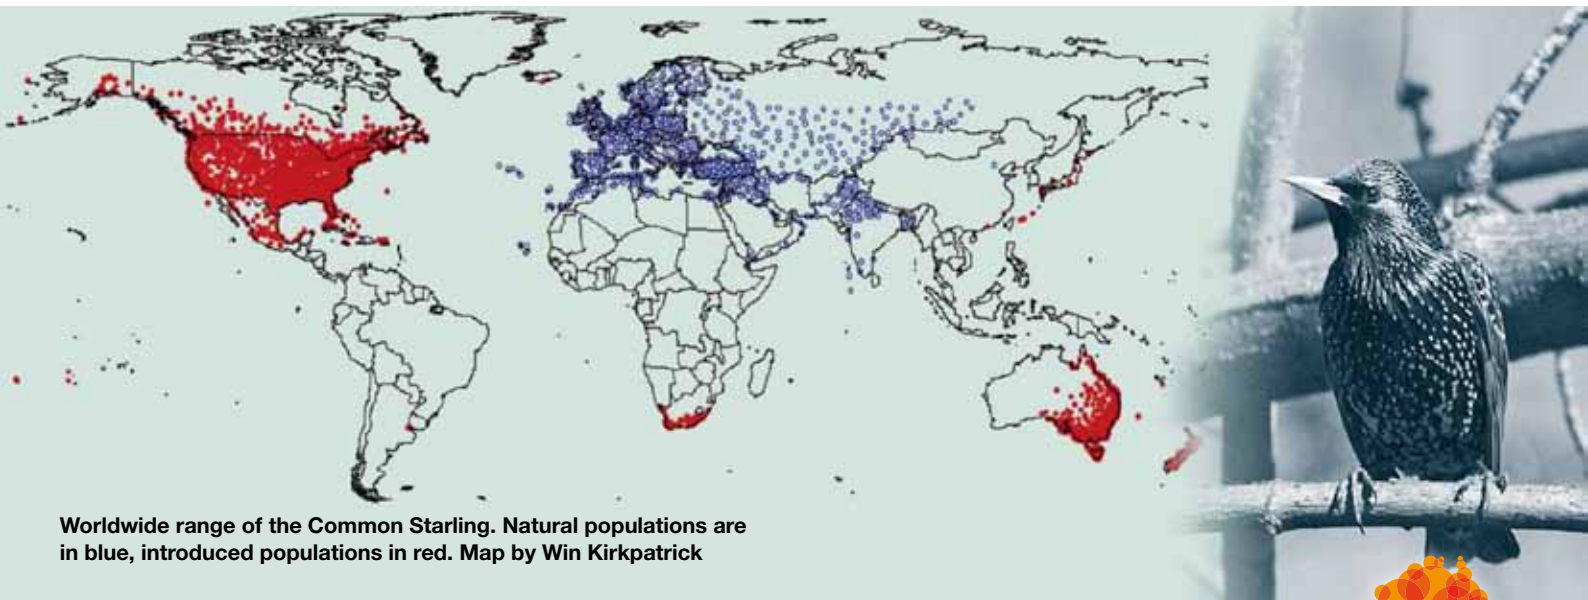 Worldwide range of the Common Starling. Natural populations are
in blue, introduced populations in red. Map by Win Kirkpatrick